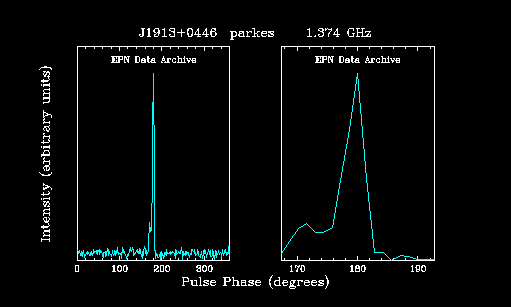 J1913+0446 parkes 1.374 GHz
EPN Data Archive EPN Data Archive
Intensity (arbitrary units)
0 100 200 300 170 180 190
Pulse Phase (degrees)